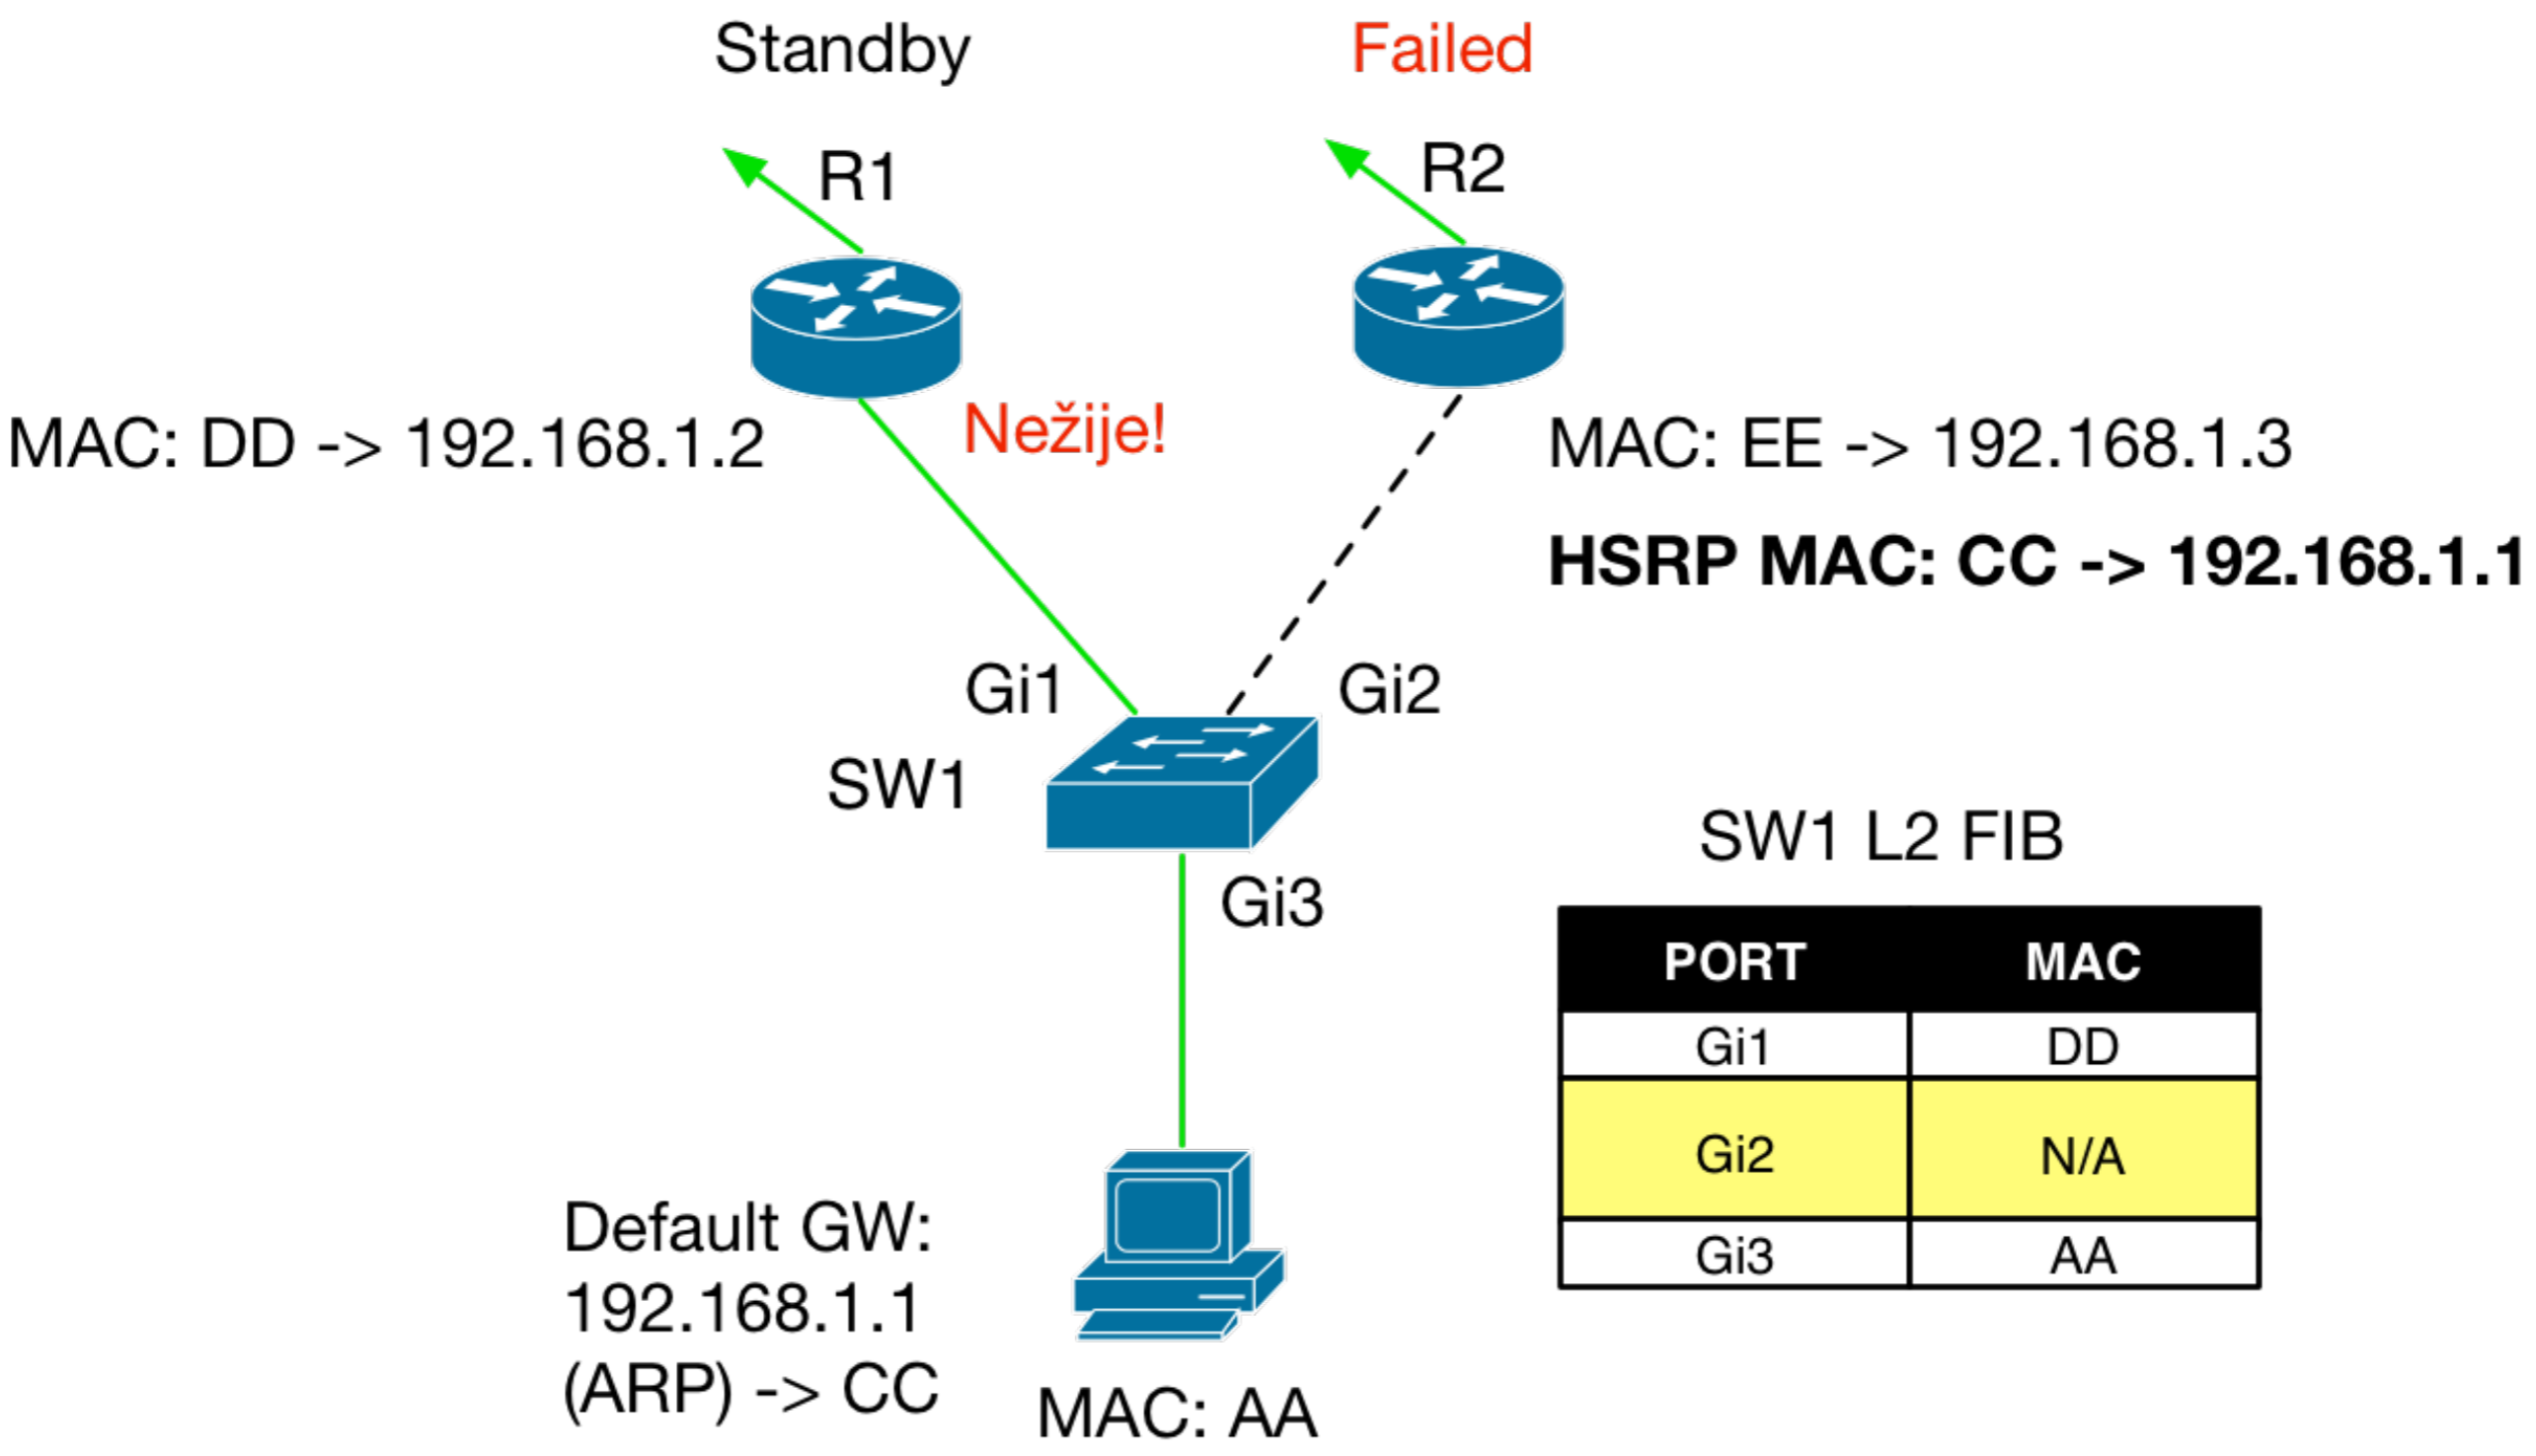 Standby
Failed
R1
R2
MAC: DD -> 192.168.1.2
Nežije!
MAC: EE -> 192.168.1.3
HSRP MAC: CC -> 192.168.1.1
Gi1
Gi2
SW1
Gi3
SW1 L2 FIB
PORT MAC
Gi1 DD
Gi2 N/A
Gi3 AA
Default GW:
192.168.1.1
(ARP) -> CC
MAC: AA